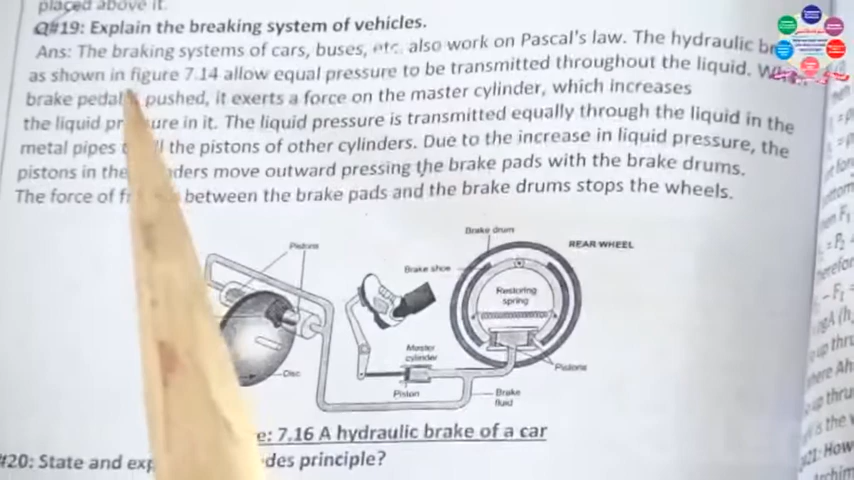 placed above it.
Q#19: Explain the breaking system of vehicles.
Ans: The braking systems of cars, buses, etc. also work on Pascal's law. The hydraulic
as shown in figure 7.14 allow equal pressure to be transmitted throughout the liquid.
brake pedal pushed, it exerts a force on the master cylinder, which increases
the liquid in it. The liquid pressure is transmitted equally through the liquid in the
metal pipes the pistons of other cylinders. Due to the increase in liquid pressure, the
pistons in the move outward pressing the brake pads with the brake drums.
The force of between the brake pads and the brake drums stops the wheels.
Brake drum
REAR WHEEL
Pistons
Brake shoe
Restoring
spring
Master
cylinder
Disc
Pistons
Piston
Brake
fluid
7.16 A hydraulic brake of a car
#20: State and principle?